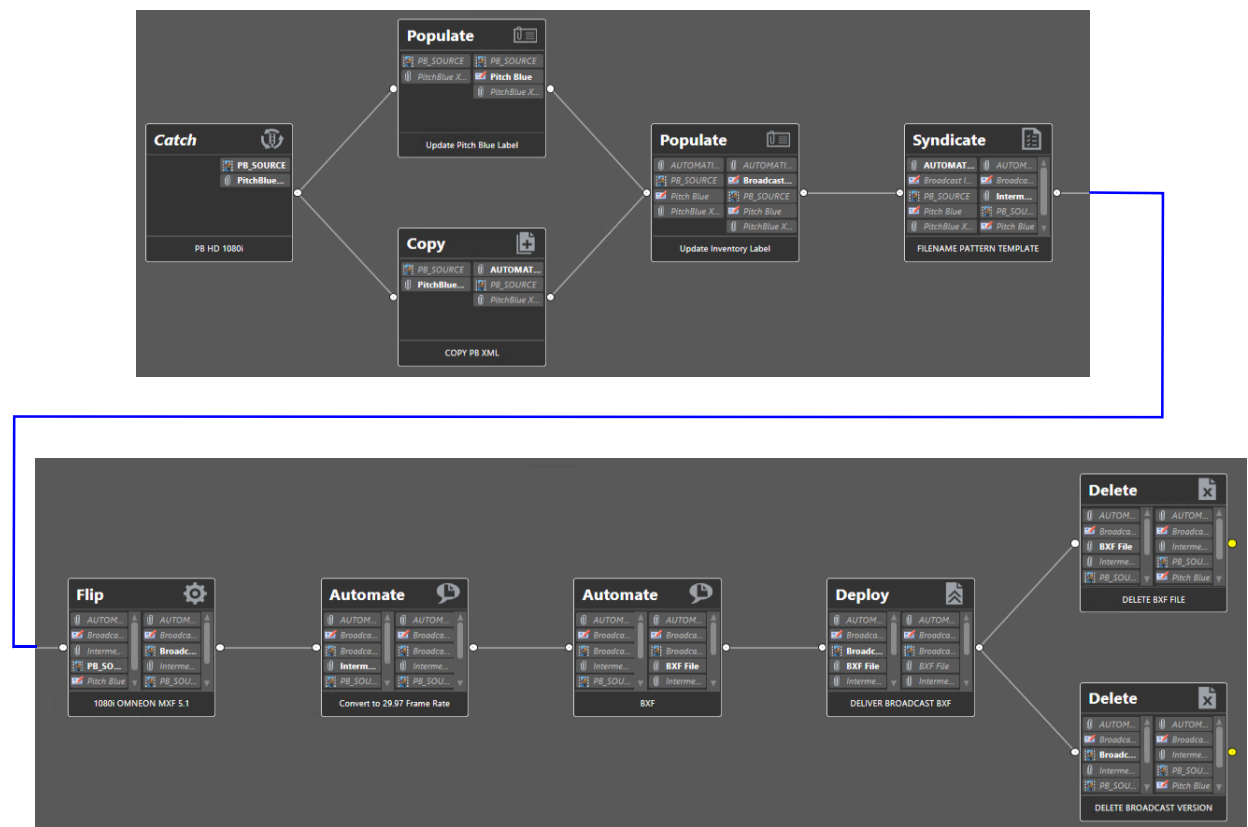 Catch
PB_SOURCE
PitchBlue...
PB HD 1080i
Populate
PB_SOURCE PB_SOURCE
PitchBlue X... Pitch Blue
PitchBlue X...
Update Pitch Blue Label
Copy
PB_SOURCE AUTOMAT...
PitchBlue... PB_SOURCE
PitchBlue X...
COPY PB XML
Populate
AUTOMATI... AUTOMATI...
PB_SOURCE Broadcast...
Pitch Blue PB_SOURCE
PitchBlue X... Pitch Blue
PitchBlue X...
Update Inventory Label
Syndicate
AUTOMAT... AUTOM...
Broadcast I... Broadca...
PB_SOURCE Interm...
Pitch Blue PB_SOU...
PitchBlue X... Pitch Blue
FILENAME PATTERN TEMPLATE
Flip
AUTOM... AUTOM...
Broadca... Broadca...
Interme... Broadc...
PB_SO... Interme...
Pitch Blue PB_SOU...
1080i OMNEON MXF 5.1
Automate
AUTOM... AUTOM...
Broadca... Broadca...
Broadca... Broadca...
Interm... Interme...
PB_SOU... PB_SOU...
Convert to 29.97 Frame Rate
Automate
AUTOM... AUTOM...
Broadca... Broadca...
Broadca... Broadca...
Interme... BXF File
PB_SOU... Interme...
BXF
Deploy
AUTOM... AUTOM...
Broadca... Broadca...
Broadc... Broadca...
BXF File BXF File
Interme... Interme...
DELIVER BROADCAST BXF
Delete
AUTOM... AUTOM...
Broadca... Broadca...
BXF File Interme...
Interme... PB_SOU...
PB_SOU... Pitch Blue
DELETE BXF FILE
Delete
AUTOM... AUTOM...
Broadca... Broadca...
Broadc... Interme...
Interme... PB_SOU...
PB_SOU... Pitch Blue
DELETE BROADCAST VERSION